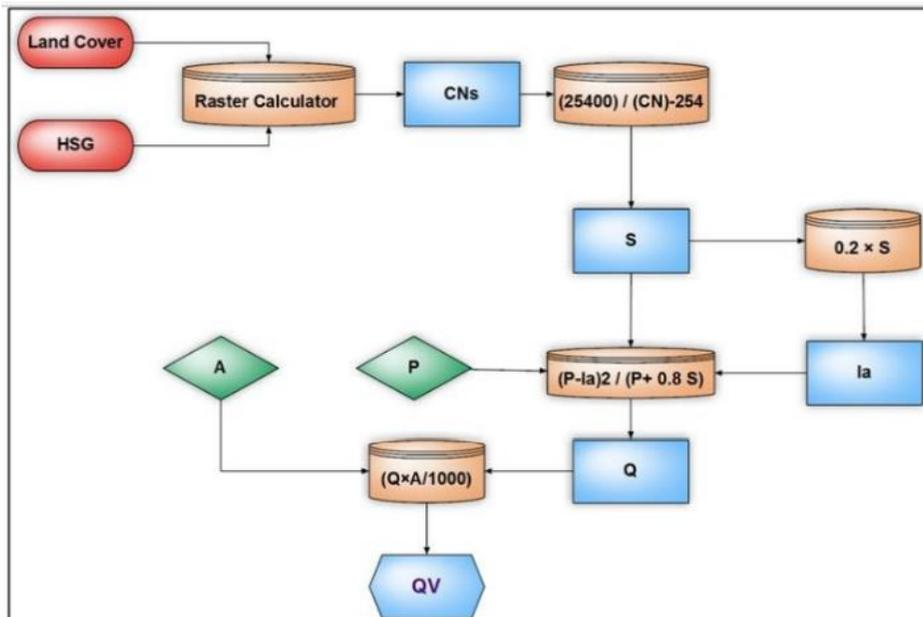 Land Cover
HSG
Raster Calculator
CNs
(25400) / (CN)-254
S
0.2 × S
A
P
(P-Ia)2 / (P+ 0.8 S)
Ia
(Q×A/1000)
Q
QV